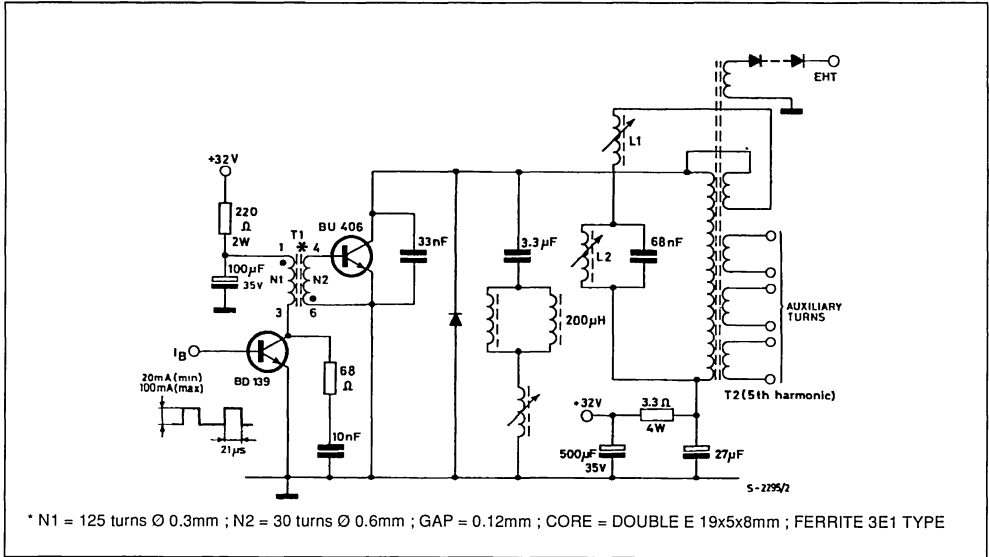 EHT
L1
+32V
220
Ω
2W
T1
*
BU 406
1
4
N1
N2
3
6
100µF
35V
33nF
3.3µF
L2
68nF
200µH
AUXILIARY
TURNS
T2 (5th harmonic)
IB
BD 139
68
Ω
20mA (min)
100mA (max)
21µs
10nF
+32V
3.3 Ω
4W
500µF
35V
27µF
S-2295/2
* N1 = 125 turns Ø 0.3mm ; N2 = 30 turns Ø 0.6mm ; GAP = 0.12mm ; CORE = DOUBLE E 19x5x8mm ; FERRITE 3E1 TYPE